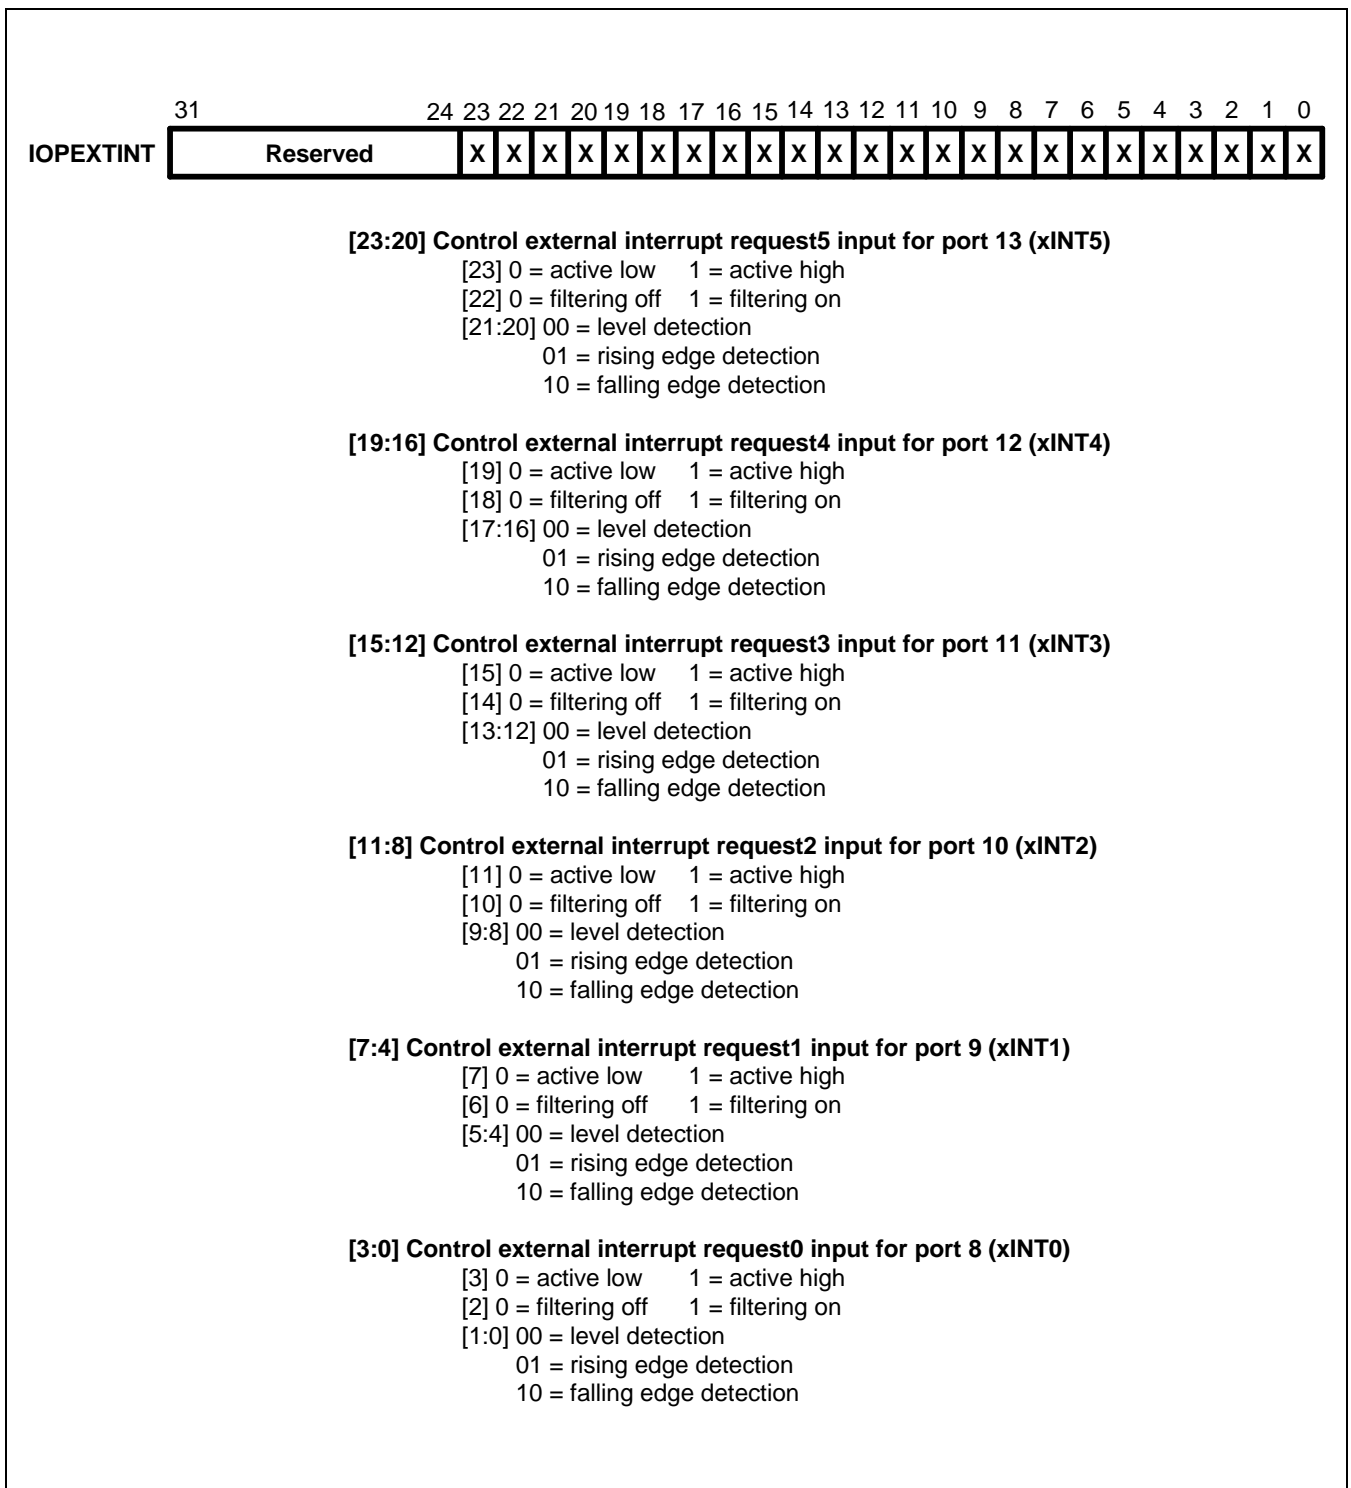 31 24 23 22 21 20 19 18 17 16 15 14 13 12 11 10 9 8 7 6 5 4 3 2 1 0
IOPEXTINT Reserved X X X X X X X X X X X X X X X X X X X X X X X X
[23:20] Control external interrupt request5 input for port 13 (xINT5)
[23] 0 = active low 1 = active high
[22] 0 = filtering off 1 = filtering on
[21:20] 00 = level detection
01 = rising edge detection
10 = falling edge detection
[19:16] Control external interrupt request4 input for port 12 (xINT4)
[19] 0 = active low 1 = active high
[18] 0 = filtering off 1 = filtering on
[17:16] 00 = level detection
01 = rising edge detection
10 = falling edge detection
[15:12] Control external interrupt request3 input for port 11 (xINT3)
[15] 0 = active low 1 = active high
[14] 0 = filtering off 1 = filtering on
[13:12] 00 = level detection
01 = rising edge detection
10 = falling edge detection
[11:8] Control external interrupt request2 input for port 10 (xINT2)
[11] 0 = active low 1 = active high
[10] 0 = filtering off 1 = filtering on
[9:8] 00 = level detection
01 = rising edge detection
10 = falling edge detection
[7:4] Control external interrupt request1 input for port 9 (xINT1)
[7] 0 = active low 1 = active high
[6] 0 = filtering off 1 = filtering on
[5:4] 00 = level detection
01 = rising edge detection
10 = falling edge detection
[3:0] Control external interrupt request0 input for port 8 (xINT0)
[3] 0 = active low 1 = active high
[2] 0 = filtering off 1 = filtering on
[1:0] 00 = level detection
01 = rising edge detection
10 = falling edge detection